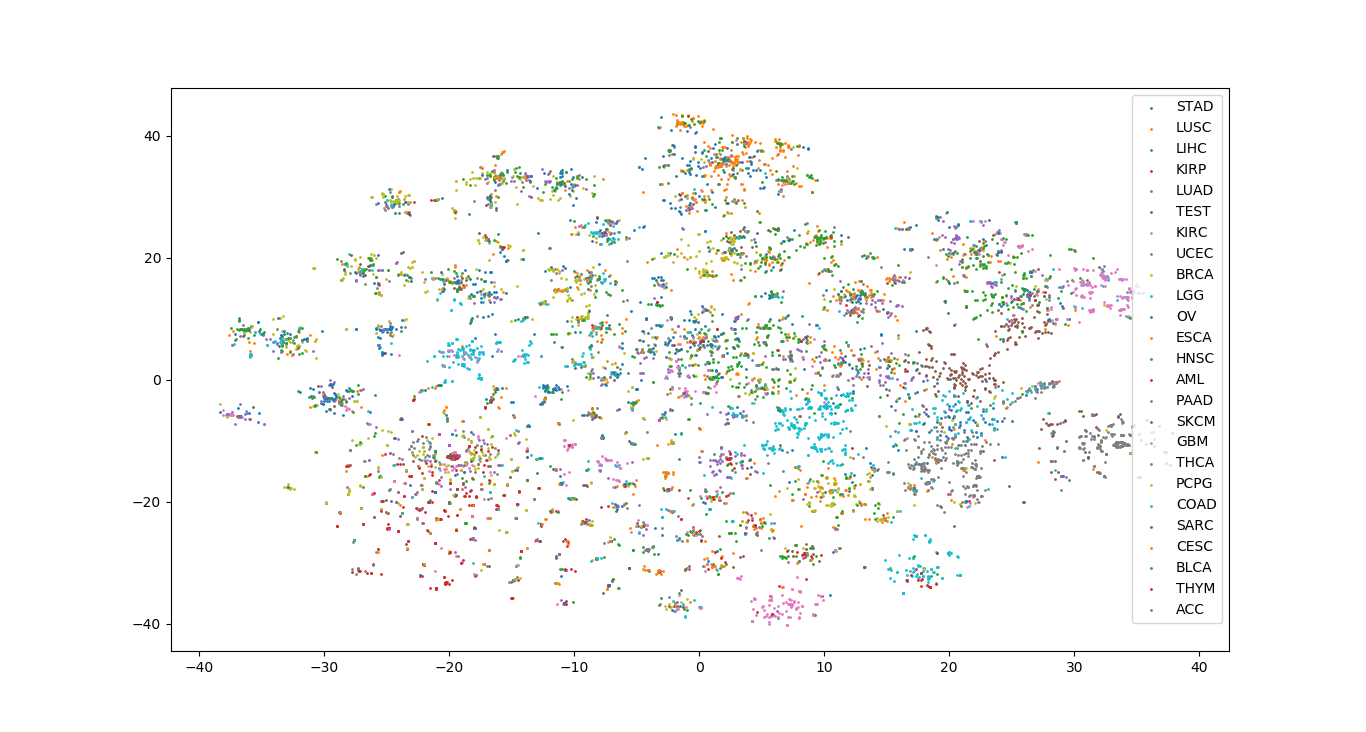 40
20
0
−20
−40
−40
−30
−20
−10
0
10
20
30
40
STAD
LUSC
LIHC
KIRP
LUAD
TEST
KIRC
UCEC
BRCA
LGG
OV
ESCA
HNSC
AML
PAAD
SKCM
GBM
THCA
PCPG
COAD
SARC
CESC
BLCA
THYM
ACC